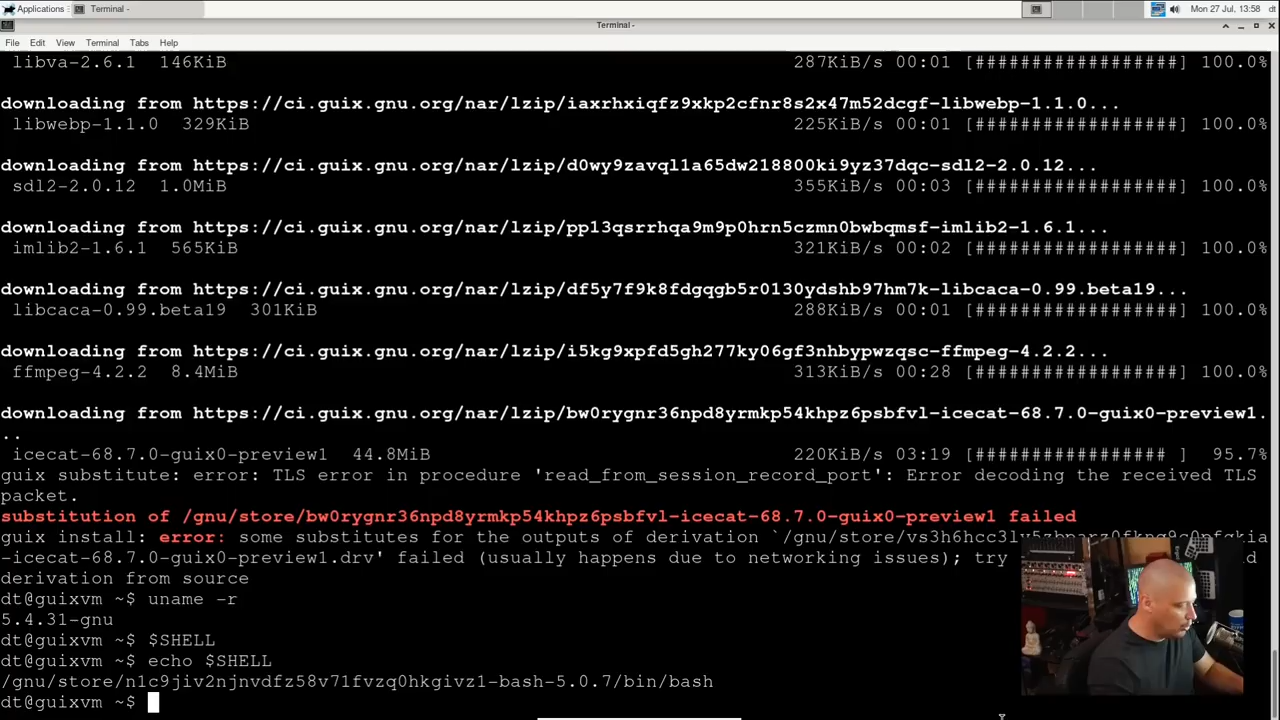 Applications
Terminal -
Mon 27 Jul, 13:58 dt
Terminal -
File Edit View Terminal Tabs Help
libva-2.6.1 146KiB 287KiB/s 00:01 [##################] 100.0%
downloading from https://ci.guix.gnu.org/nar/lzip/iaxrhxiqfz9xkp2cfnr8s2x47m52dcgf-libwebp-1.1.0...
libwebp-1.1.0 329KiB 225KiB/s 00:01 [##################] 100.0%
downloading from https://ci.guix.gnu.org/nar/lzip/d0wy9zavql1a65dw218800ki9yz37dqc-sdl2-2.0.12...
sdl2-2.0.12 1.0MiB 355KiB/s 00:03 [##################] 100.0%
downloading from https://ci.guix.gnu.org/nar/lzip/pp13qsrrhqa9m9p0hrn5czmn0bwbqmsf-imlib2-1.6.1...
imlib2-1.6.1 565KiB 321KiB/s 00:02 [##################] 100.0%
downloading from https://ci.guix.gnu.org/nar/lzip/df5y7f9k8fdgqgb5r0130ydshb97hm7k-libcaca-0.99.beta19...
libcaca-0.99.beta19 301KiB 288KiB/s 00:01 [##################] 100.0%
downloading from https://ci.guix.gnu.org/nar/lzip/i5kg9xpfd5gh277ky06gf3nhbypwzqsc-ffmpeg-4.2.2...
ffmpeg-4.2.2 8.4MiB 313KiB/s 00:28 [##################] 100.0%
downloading from https://ci.guix.gnu.org/nar/lzip/bw0rygnr36npd8yrmkp54khpz6psbfvl-icecat-68.7.0-guix0-preview1.
..
icecat-68.7.0-guix0-preview1 44.8MiB 220KiB/s 03:19 [################# ] 95.7%
guix substitute: error: TLS error in procedure 'read_from_session_record_port': Error decoding the received TLS
packet.
substitution of /gnu/store/bw0rygnr36npd8yrmkp54khpz6psbfvl-icecat-68.7.0-guix0-preview1 failed
guix install: error: some substitutes for the outputs of derivation
-icecat-68.7.0-guix0-preview1.drv' failed (usually happens due to networking issues); try
derivation from source
dt@guixvm ~$ uname -r
5.4.31-gnu
dt@guixvm ~$ $SHELL
dt@guixvm ~$ echo $SHELL
/gnu/store/n1c9jiv2njnvdfz58v71fvzq0hkgivz1-bash-5.0.7/bin/bash
dt@guixvm ~$